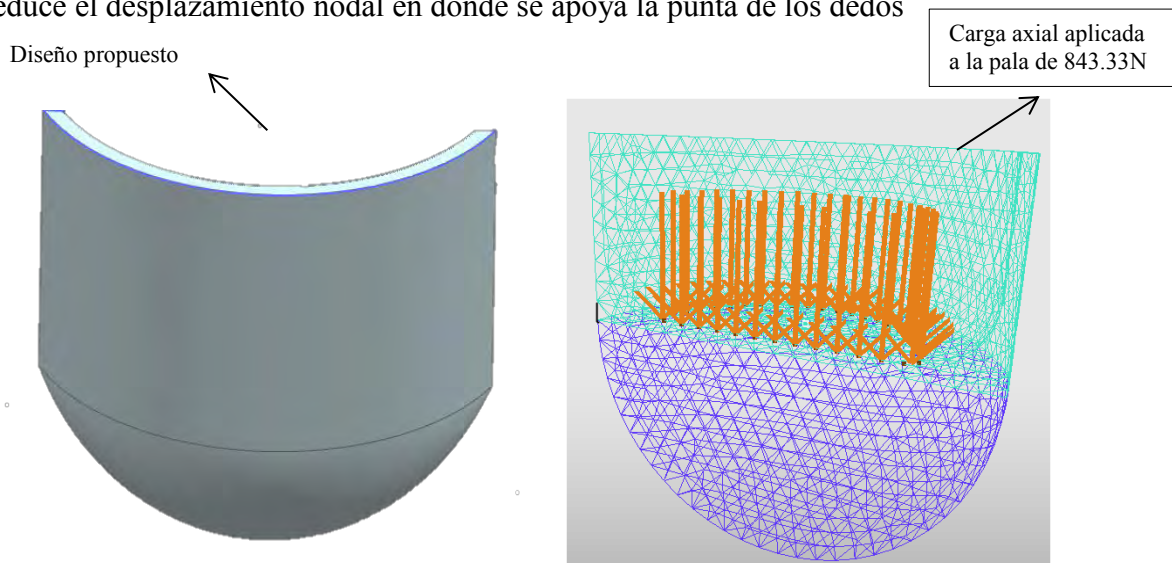 educe el desplazamiento nodal en donde se apoya la punta de los dedos
Diseño propuesto
Carga axial aplicada
a la pala de 843.33N